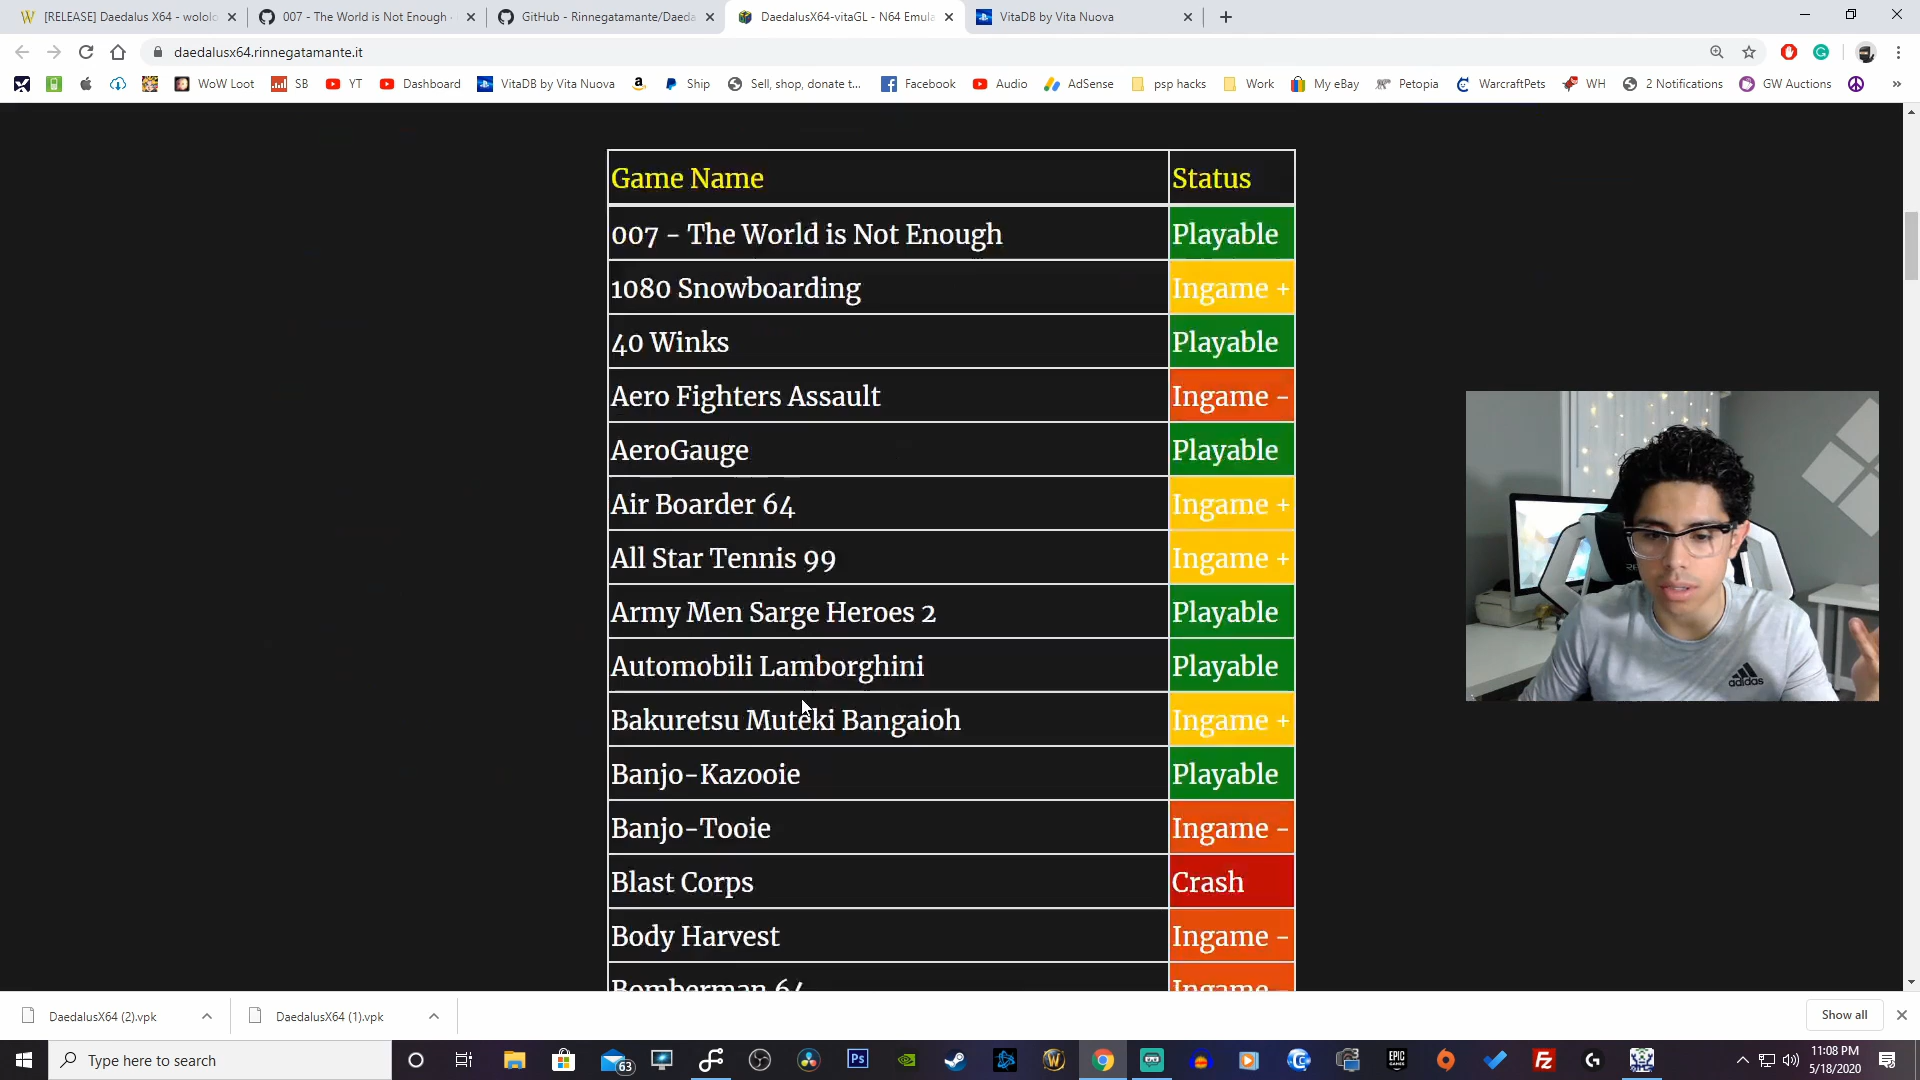 [RELEASE] Daedalus X64 - wololo
007 - The World is Not Enough
GitHub - Rinnegatamante/Daeda
DaedalusX64-vitaGL - N64 Emula
VitaDB by Vita Nuova
daedalusx64.rinnegatamante.it
WoW Loot
SB
YT
Dashboard
VitaDB by Vita Nuova
Ship
Sell, shop, donate t...
Facebook
Audio
AdSense
psp hacks
Work
My eBay
Petopia
WarcraftPets
WH
2 Notifications
GW Auctions
Game Name Status
007 - The World is Not Enough Playable
1080 Snowboarding Ingame +
40 Winks Playable
Aero Fighters Assault Ingame -
AeroGauge Playable
Air Boarder 64 Ingame +
All Star Tennis 99 Ingame +
Army Men Sarge Heroes 2 Playable
Automobili Lamborghini Playable
Bakuretsu Muteki Bangaioh Ingame +
Banjo-Kazooie Playable
Banjo-Tooie Ingame -
Blast Corps Crash
Body Harvest Ingame -
Bomberman 64 Ingame -
adidas
DaedalusX64 (2).vpk
DaedalusX64 (1).vpk
Show all
Type here to search
63
11:08 PM
5/18/2020